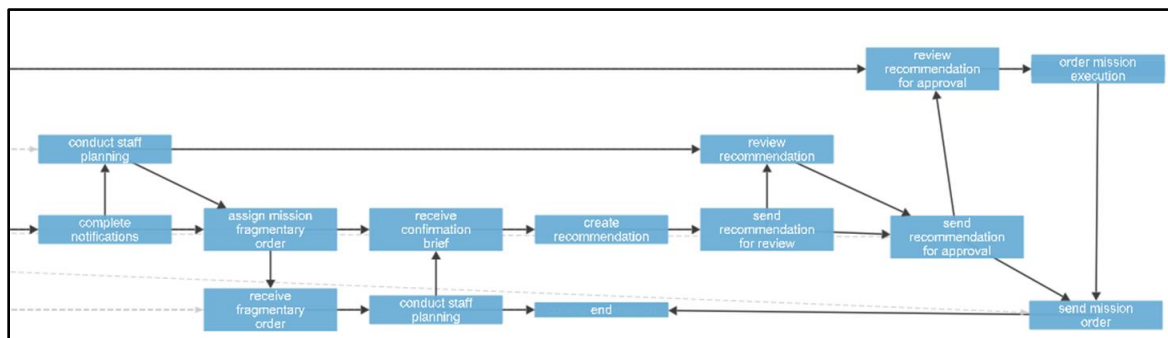 review
recommendation
for approval
order mission
execution
conduct staff
planning
review
recommendation
complete
notifications
assign mission
fragmentary
order
receive
confirmation
brief
create
recommendation
send
recommendation
for review
send
recommendation
for approval
receive
fragmentary
order
conduct staff
planning
end
send mission
order